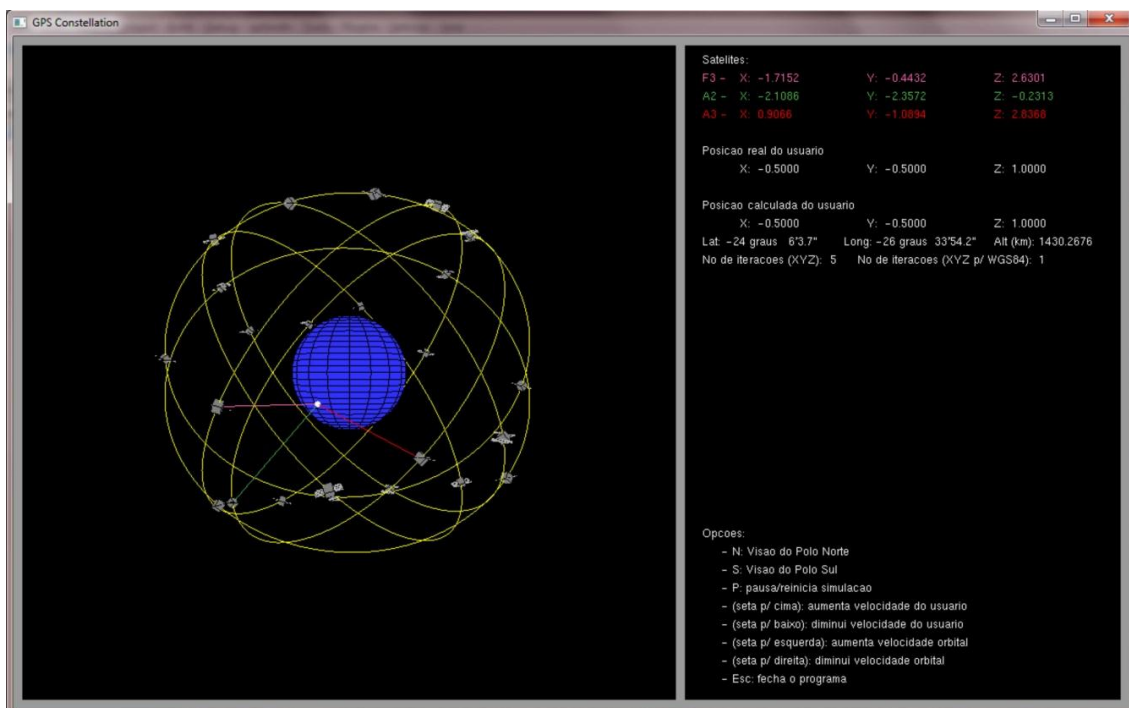 GPS Constellation
Satelites:
F3 - X: -1.7152 Y: -0.4432 Z: 2.6301
A2 - X: -2.1086 Y: -2.3572 Z: -0.2313
A3 - X: 0.9066 Y: -1.0894 Z: 2.8368
Posicao real do usuario
X: -0.5000 Y: -0.5000 Z: 1.0000
Posicao calculada do usuario
X: -0.5000 Y: -0.5000 Z: 1.0000
Lat: -24 graus 6'3.7" Long: -26 graus 33'54.2" Alt (km): 1430.2676
No de iteracoes (XYZ): 5 No de iteracoes (XYZ p/ WGS84): 1
Opcoes:
- N: Visao do Polo Norte
- S: Visao do Polo Sul
- P: pausa/reinicia simulacao
- (seta p/ cima): aumenta velocidade do usuario
- (seta p/ baixo): diminui velocidade do usuario
- (seta p/ esquerda): aumenta velocidade orbital
- (seta p/ direita): diminui velocidade orbital
- Esc: fecha o programa